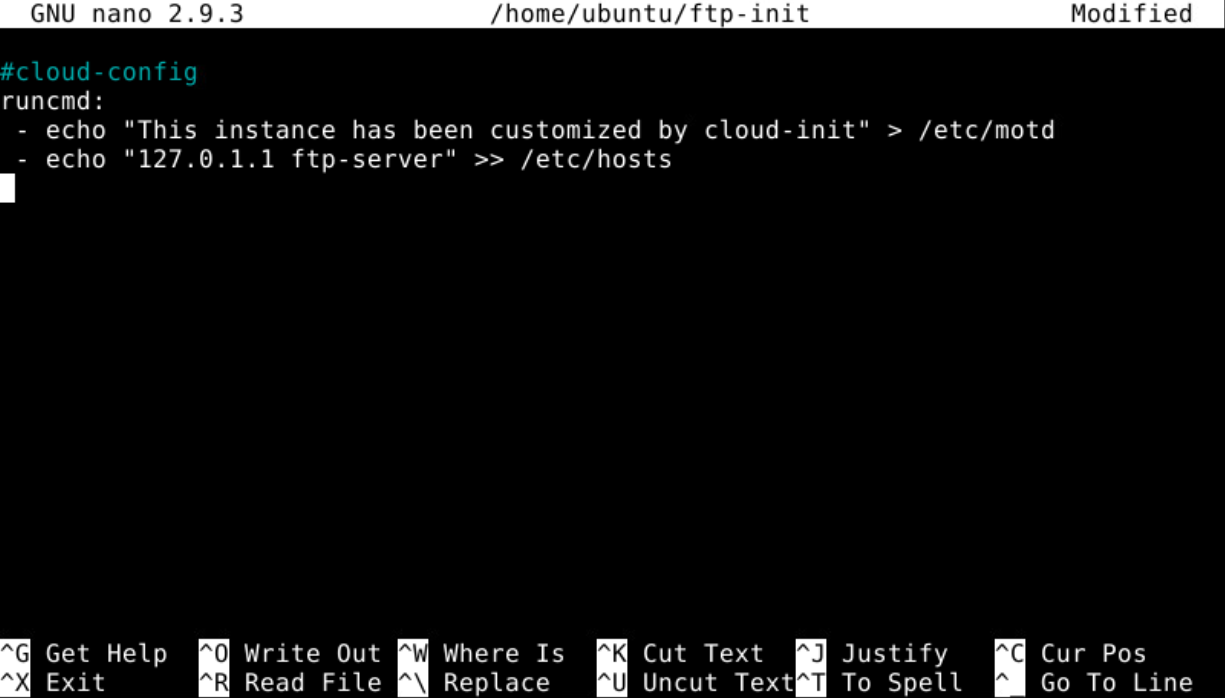 GNU nano 2.9.3 /home/ubuntu/ftp-init Modified
#cloud-config
runcmd:
 - echo "This instance has been customized by cloud-init" > /etc/motd
 - echo "127.0.1.1 ftp-server" >> /etc/hosts
^G Get Help ^O Write Out ^W Where Is ^K Cut Text ^J Justify ^C Cur Pos
^X Exit ^R Read File ^\ Replace ^U Uncut Text ^T To Spell ^_ Go To Line